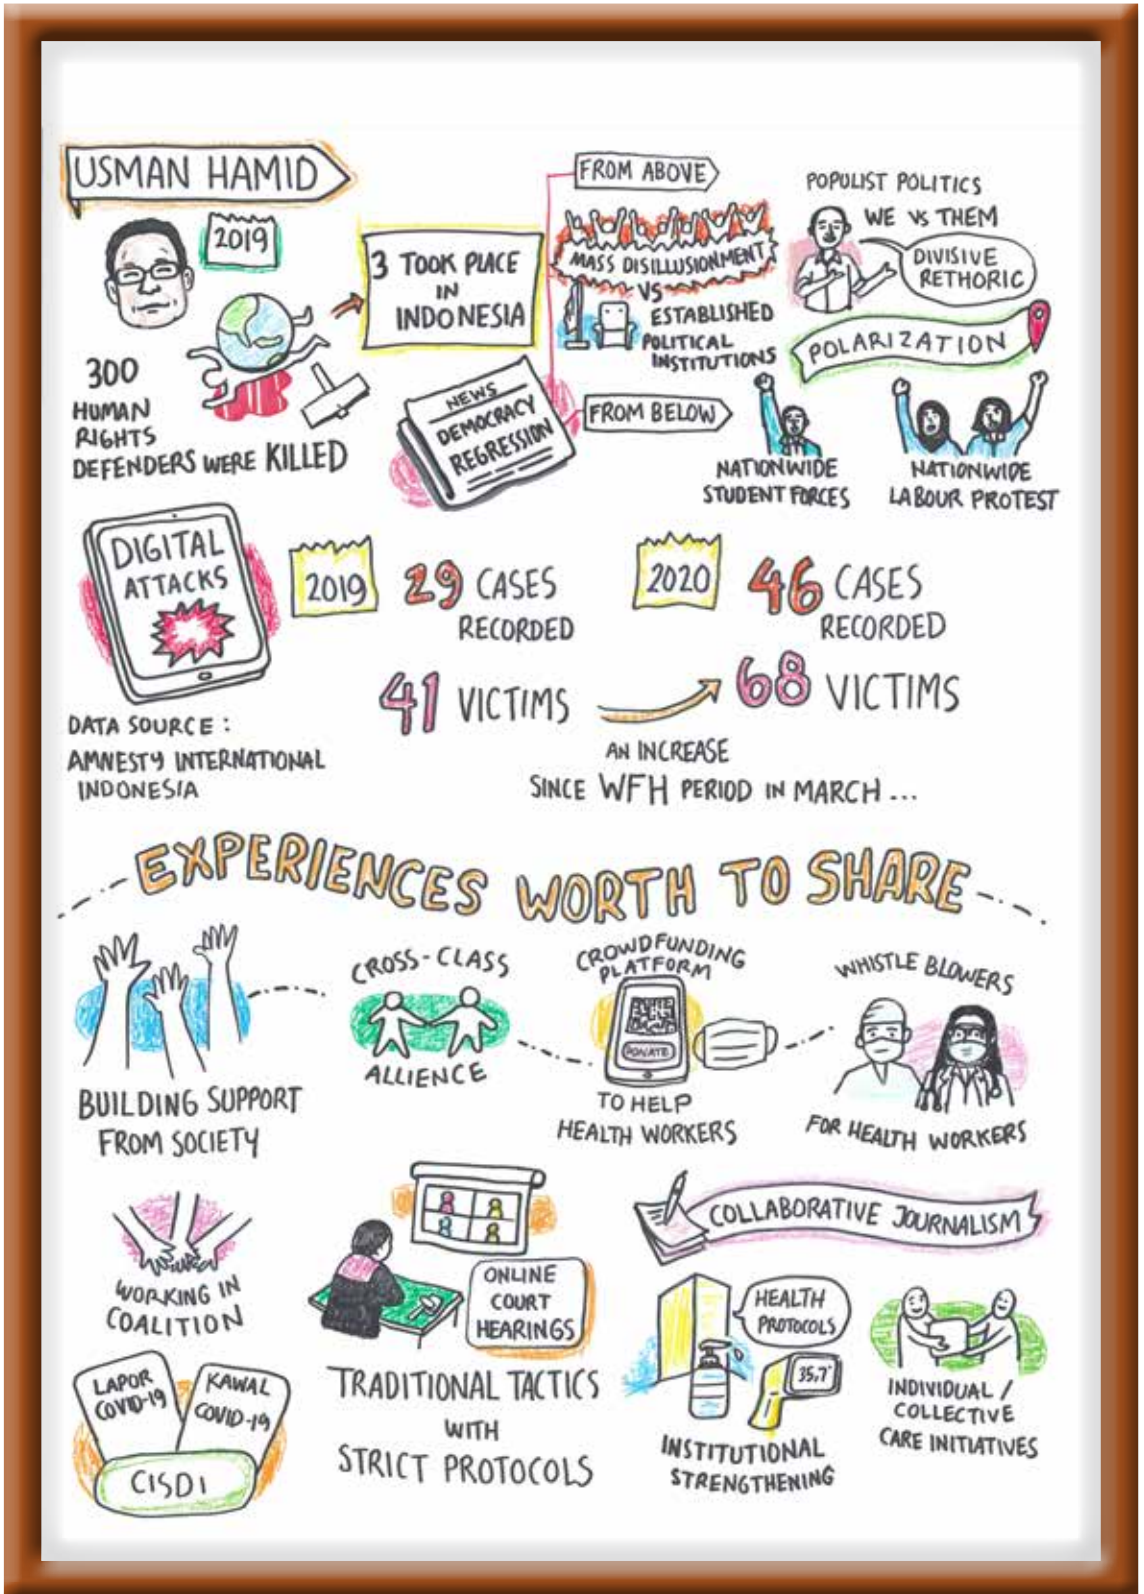 USMAN HAMID
2019
300
HUMAN
RIGHTS
DEFENDERS WERE KILLED
3 TOOK PLACE
IN
INDONESIA
NEWS
DEMOCRACY
REGRESSION
FROM ABOVE
MASS DISILLUSIONMENT
VS
ESTABLISHED
POLITICAL
INSTITUTIONS
POPULIST POLITICS
WE VS THEM
DIVISIVE
RETHORIC
POLARIZATION
FROM BELOW
NATIONWIDE
STUDENT FORCES
NATIONWIDE
LABOUR PROTEST
DIGITAL
ATTACKS
DATA SOURCE :
AMNESTY INTERNATIONAL
INDONESIA
2019
29 CASES
RECORDED
41 VICTIMS
2020
46 CASES
RECORDED
68 VICTIMS
AN INCREASE
SINCE WFH PERIOD IN MARCH ...
EXPERIENCES WORTH TO SHARE
BUILDING SUPPORT
FROM SOCIETY
CROSS-CLASS
ALLIENCE
CROWDFUNDING
PLATFORM
DONATE
TO HELP
HEALTH WORKERS
WHISTLE BLOWERS
FOR HEALTH WORKERS
WORKING IN
COALITION
LAPOR
COVID-19
KAWAL
COVID-19
CISDI
ONLINE
COURT
HEARINGS
TRADITIONAL TACTICS
WITH
STRICT PROTOCOLS
COLLABORATIVE JOURNALISM
HEALTH
PROTOCOLS
35,7°
INSTITUTIONAL
STRENGTHENING
INDIVIDUAL /
COLLECTIVE
CARE INITIATIVES